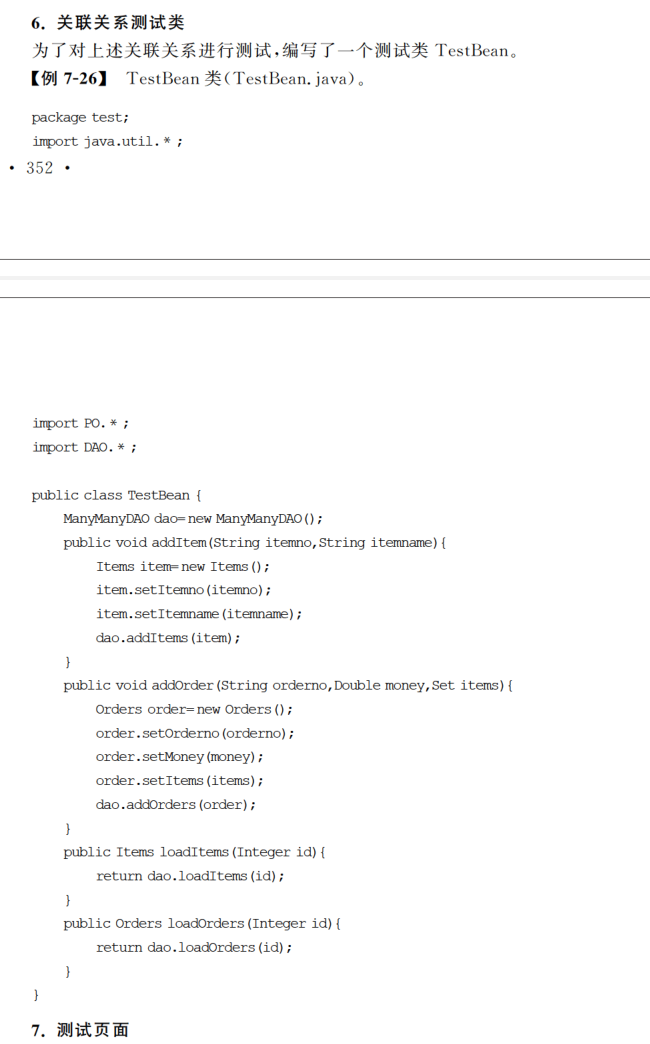 6. 关联关系测试类
为了对上述关联关系进行测试,编写了一个测试类 TestBean。
【例 7-26】 TestBean 类(TestBean.java)。
package test;
import java.util.*;
• 352 •
import PO.*;
import DAO.*;
public class TestBean {
    ManyManyDAO dao=new ManyManyDAO();
    public void addItem(String itemno,String itemname){
        Items item=new Items();
        item.setItemno(itemno);
        item.setItemname(itemname);
        dao.addItems(item);
    }
    public void addOrder(String orderno,Double money,Set items){
        Orders order=new Orders();
        order.setOrderno(orderno);
        order.setMoney(money);
        order.setItems(items);
        dao.addOrders(order);
    }
    public Items loadItems(Integer id){
        return dao.loadItems(id);
    }
    public Orders loadOrders(Integer id){
        return dao.loadOrders(id);
    }
}
7. 测试页面